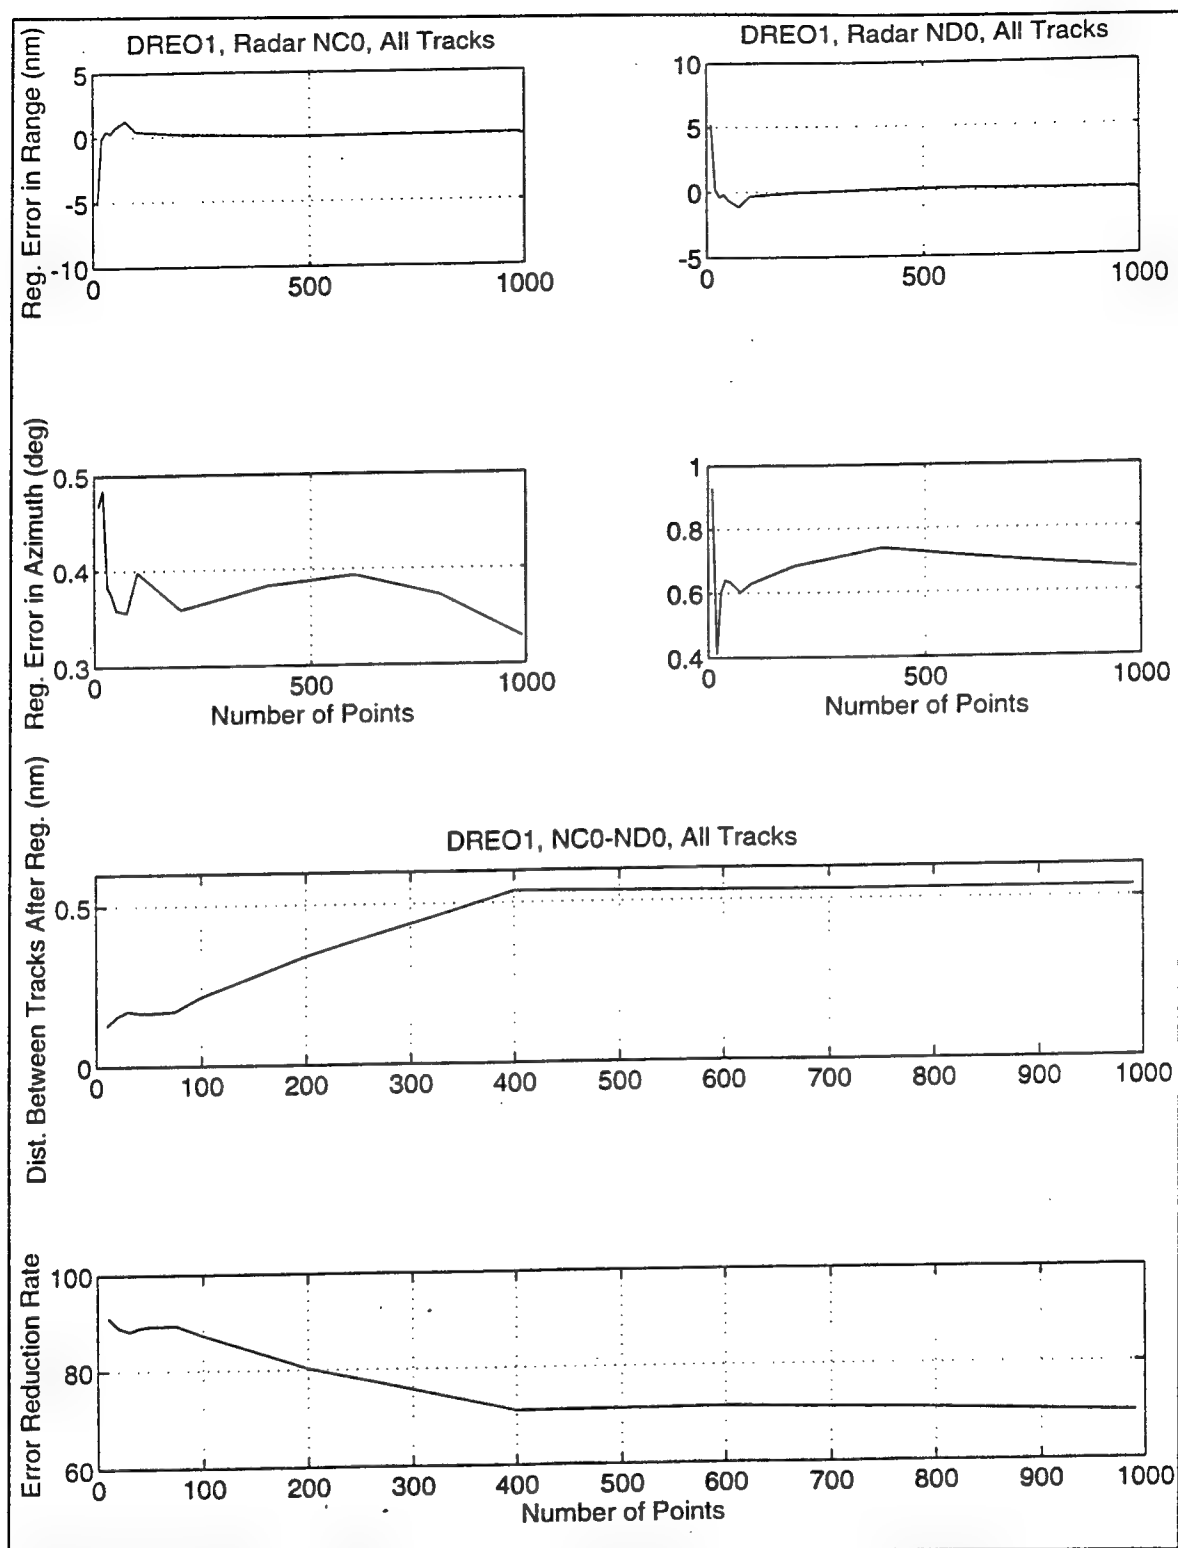 DREO1, Radar NC0, All Tracks
DREO1, Radar ND0, All Tracks
Reg. Error in Range (nm)
5
0
-5
-10
0
500
1000
10
5
0
-5
0
500
1000
Reg. Error in Azimuth (deg)
0.5
0.4
0.3
0
500
1000
Number of Points
1
0.8
0.6
0.4
0
500
1000
Number of Points
Dist. Between Tracks After Reg. (nm)
DREO1, NC0-ND0, All Tracks
0.5
0
0 100 200 300 400 500 600 700 800 900 1000
Error Reduction Rate
100
80
60
0 100 200 300 400 500 600 700 800 900 1000
Number of Points